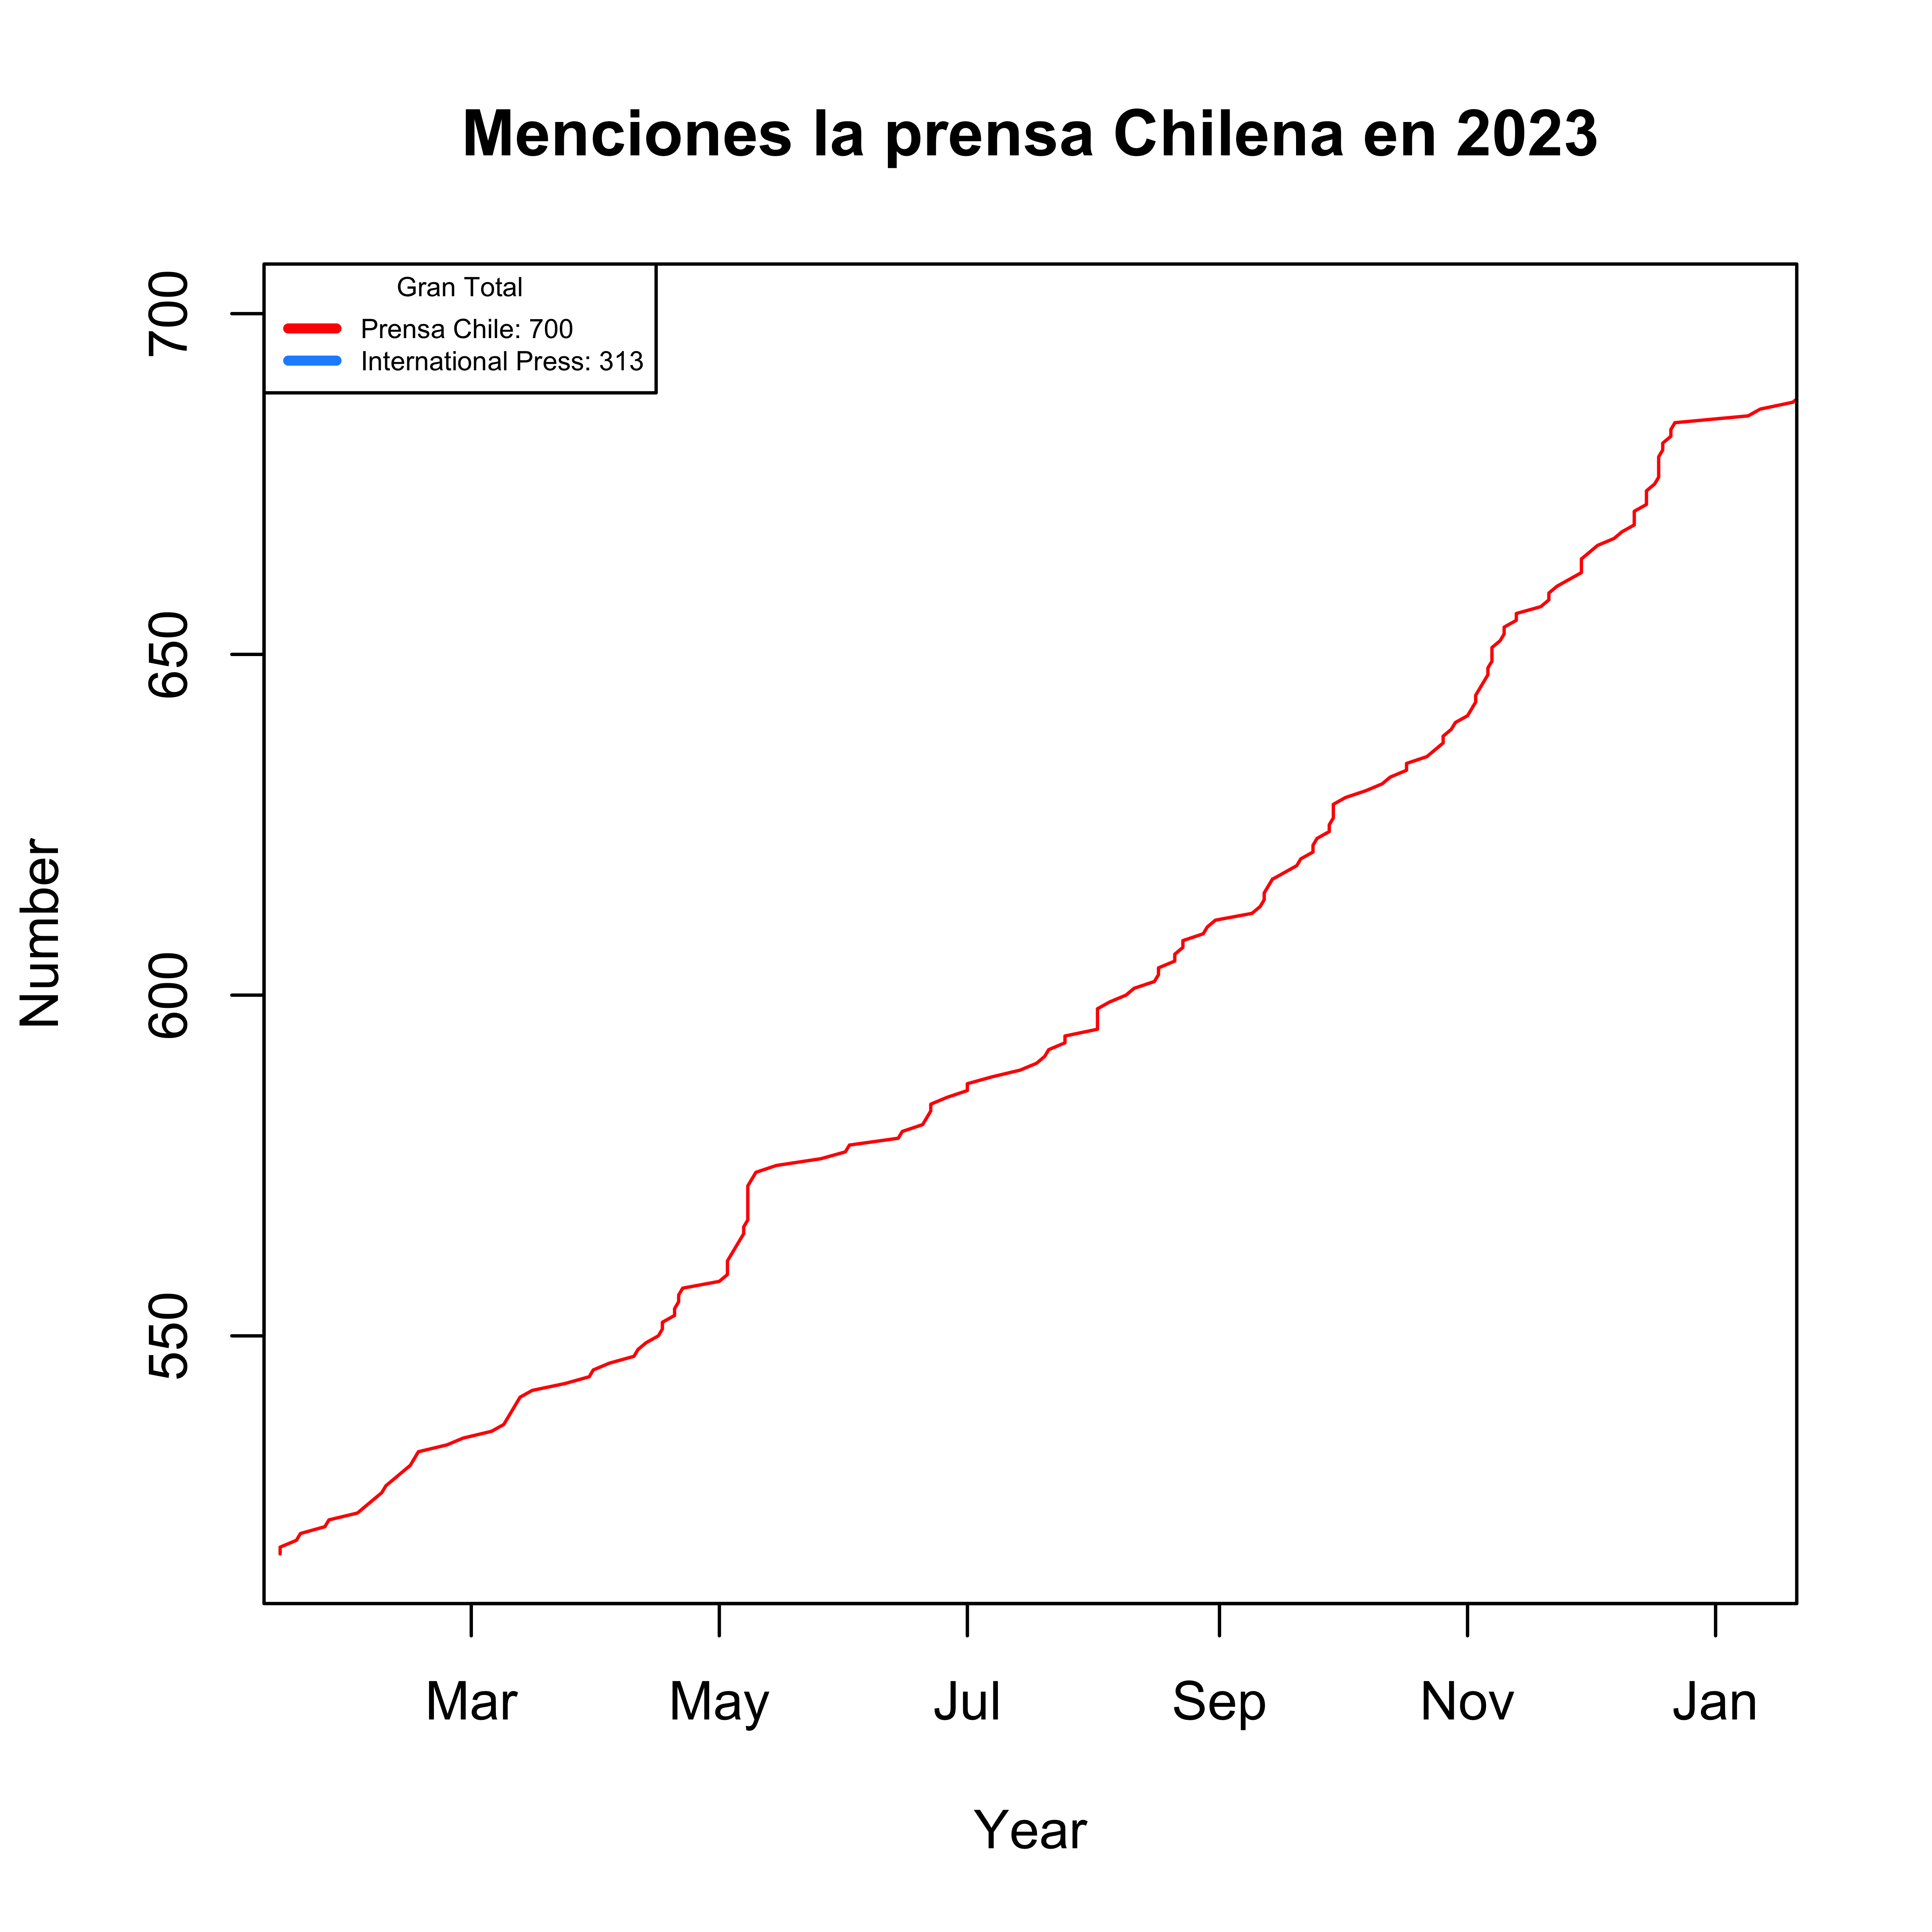 Menciones la prensa Chilena en 2023
Gran Total
Prensa Chile: 700
International Press: 313
700
650
600
550
Number
Mar May Jul Sep Nov Jan
Year